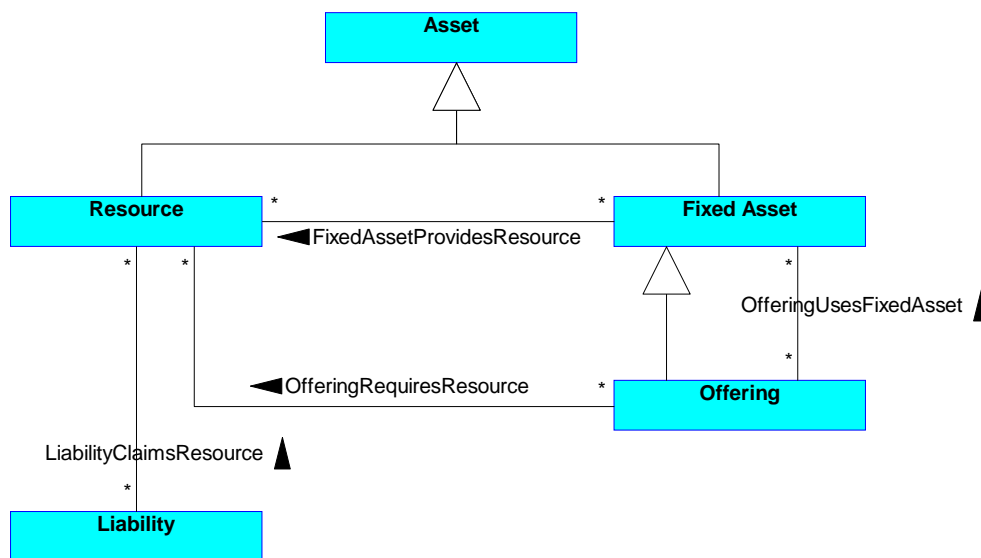 Asset
Resource
Fixed Asset
* *
FixedAssetProvidesResource
* * *
OfferingUsesFixedAsset
*
OfferingRequiresResource *
Offering
LiabilityClaimsResource
*
Liability